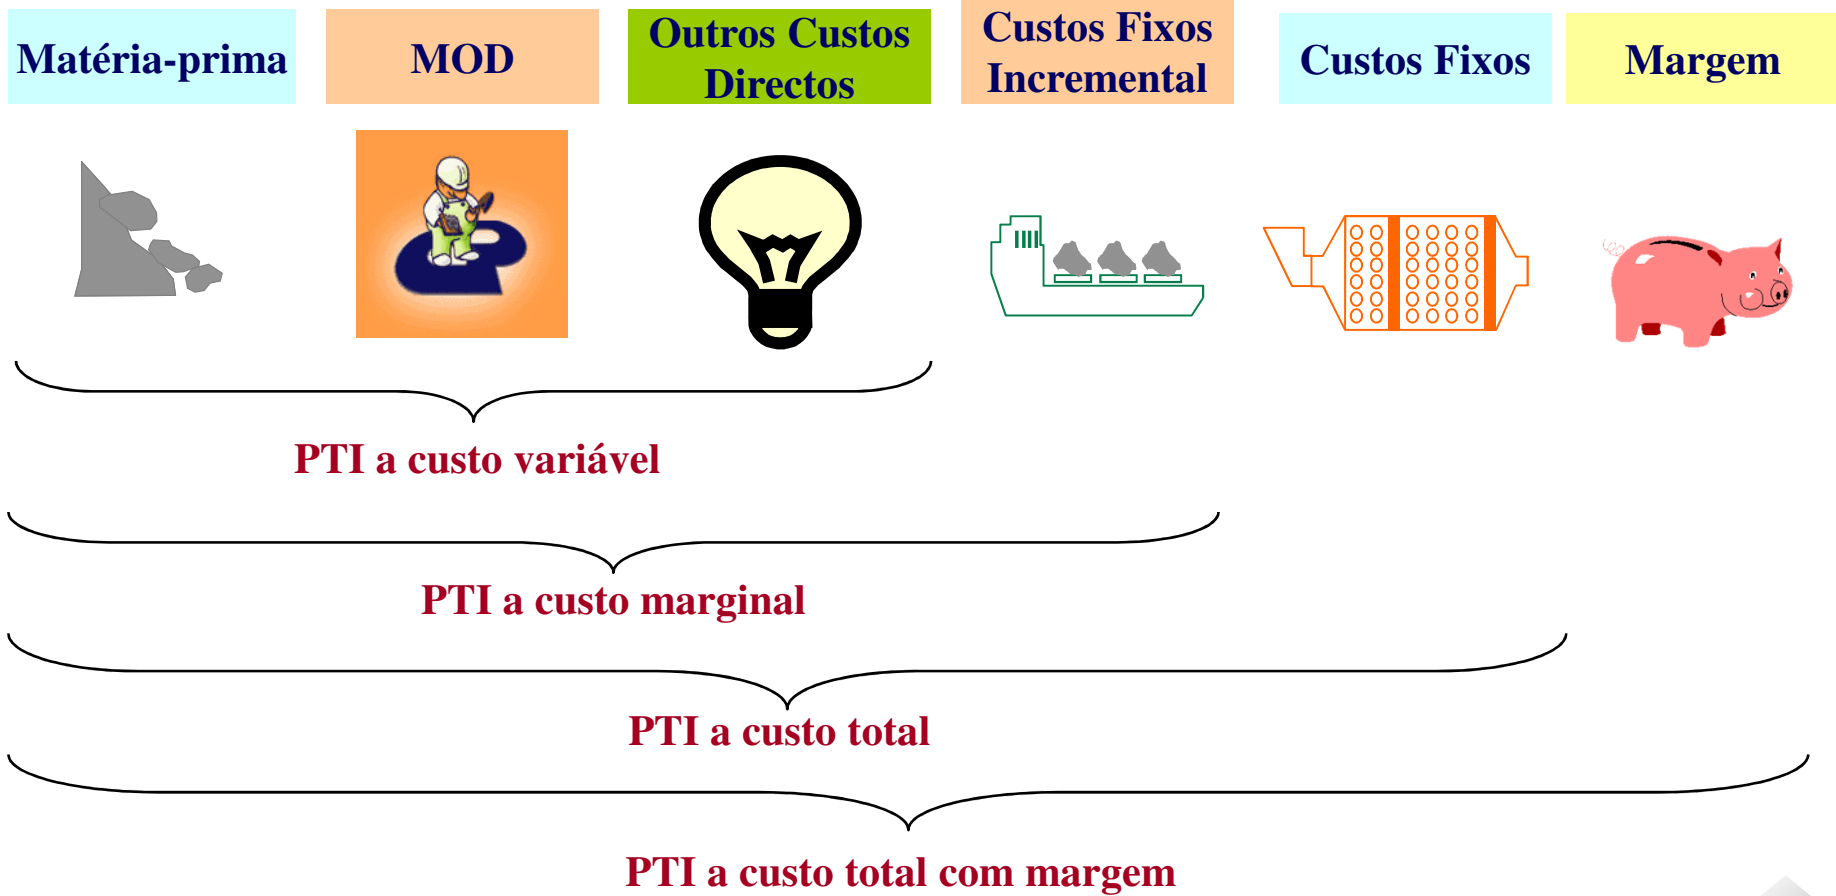 Matéria-prima
MOD
Outros Custos
Directos
Custos Fixos
Incremental
Custos Fixos
Margem
PTI a custo variável
PTI a custo marginal
PTI a custo total
PTI a custo total com margem